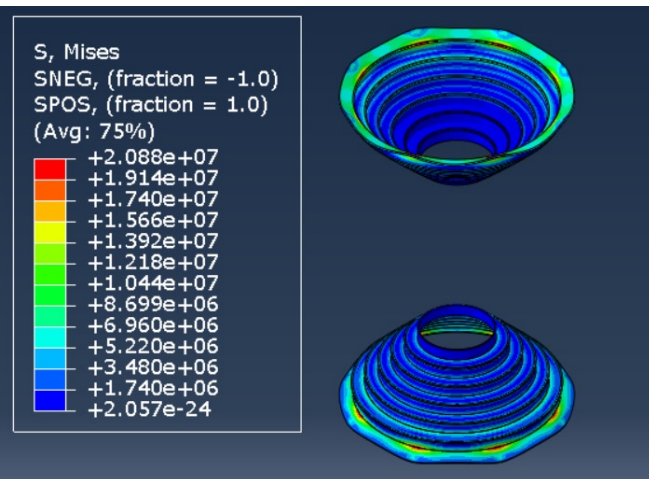 S, Mises
SNEG, (fraction = -1.0)
SPOS, (fraction = 1.0)
(Avg: 75%)
+2.088e+07
+1.914e+07
+1.740e+07
+1.566e+07
+1.392e+07
+1.218e+07
+1.044e+07
+8.699e+06
+6.960e+06
+5.220e+06
+3.480e+06
+1.740e+06
+2.057e-24